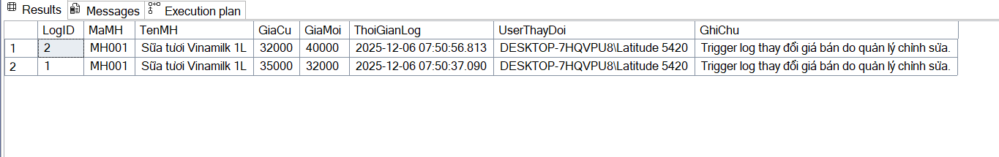 Results Messages Execution plan
LogID MaMH TenMH GiaCu GiaMoi ThoiGianLog UserThayDoi GhiChu
1 2 MH001 Sữa tươi Vinamilk 1L 32000 40000 2025-12-06 07:50:56.813 DESKTOP-7HQVPU8\Latitude 5420 Trigger log thay đổi giá bán do quản lý chỉnh sửa.
2 1 MH001 Sữa tươi Vinamilk 1L 35000 32000 2025-12-06 07:50:37.090 DESKTOP-7HQVPU8\Latitude 5420 Trigger log thay đổi giá bán do quản lý chỉnh sửa.